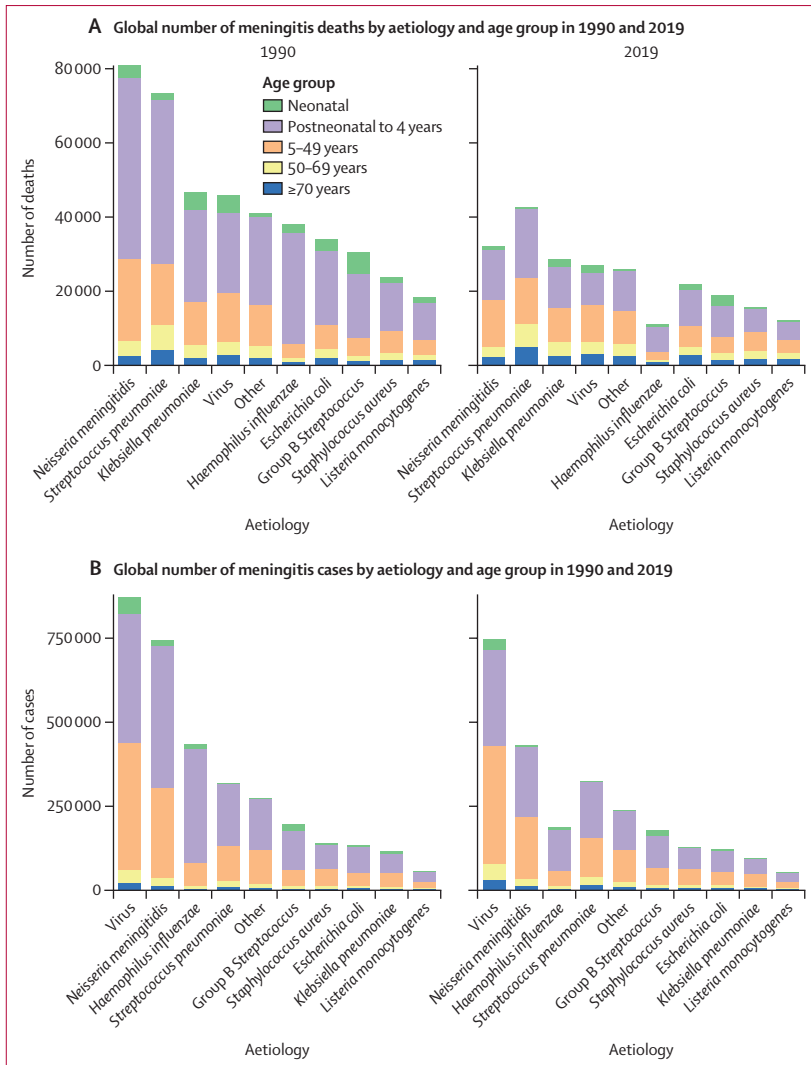 A Global number of meningitis deaths by aetiology and age group in 1990 and 2019
1990
2019
80 000
60 000
40 000
20 000
0
Number of deaths
Age group
Neonatal
Postneonatal to 4 years
5–49 years
50–69 years
≥70 years
Neisseria meningitidis
Streptococcus pneumoniae
Klebsiella pneumoniae
Virus
Other
Haemophilus influenzae
Escherichia coli
Group B Streptococcus
Staphylococcus aureus
Listeria monocytogenes
Aetiology
Neisseria meningitidis
Streptococcus pneumoniae
Klebsiella pneumoniae
Virus
Other
Haemophilus influenzae
Escherichia coli
Group B Streptococcus
Staphylococcus aureus
Listeria monocytogenes
Aetiology
B Global number of meningitis cases by aetiology and age group in 1990 and 2019
750 000
500 000
250 000
0
Number of cases
Virus
Neisseria meningitidis
Haemophilus influenzae
Streptococcus pneumoniae
Other
Group B Streptococcus
Staphylococcus aureus
Escherichia coli
Klebsiella pneumoniae
Listeria monocytogenes
Aetiology
Virus
Neisseria meningitidis
Haemophilus influenzae
Streptococcus pneumoniae
Other
Group B Streptococcus
Staphylococcus aureus
Escherichia coli
Klebsiella pneumoniae
Listeria monocytogenes
Aetiology